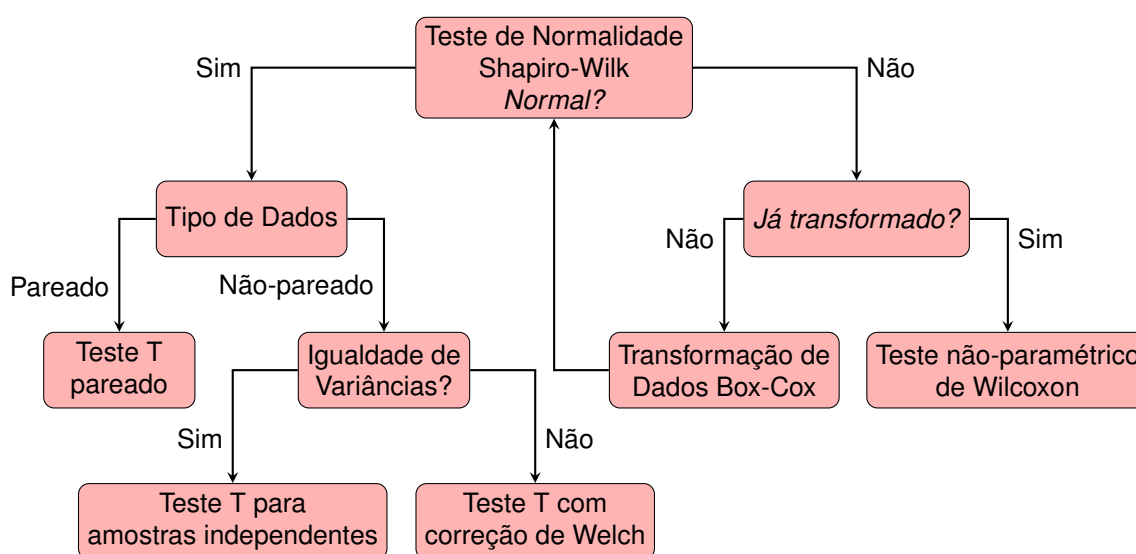 Teste de Normalidade
Shapiro-Wilk
Normal?
Sim
Não
Tipo de Dados
Já transformado?
Pareado
Não-pareado
Não
Sim
Teste T
pareado
Igualdade de
Variâncias?
Transformação de
Dados Box-Cox
Teste não-paramétrico
de Wilcoxon
Sim
Não
Teste T para
amostras independentes
Teste T com
correção de Welch